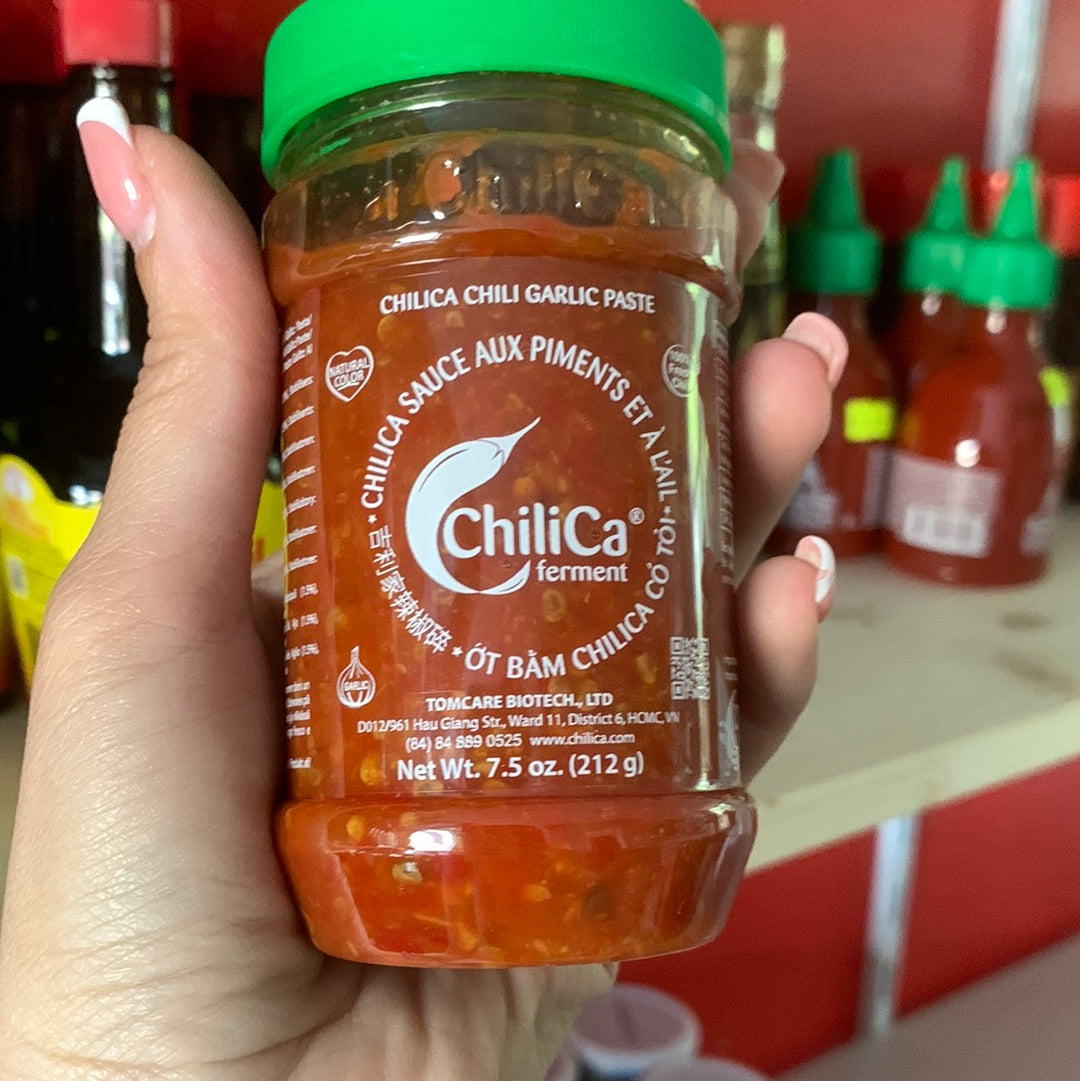 CHILICA CHILI GARLIC PASTE
NATURAL
COLOR
100%
CHILICA SAUCE AUX PIMENTS ET À L'AIL
吉利家辣椒碎
ỚT BẰM CHILICA CÓ TỎI
ChiliCa®
ferment
GARLIC
TOMCARE BIOTECH., LTD
D012/961 Hau Giang Str., Ward 11, District 6, HCMC, VN
(84) 84 889 0525 www.chilica.com
Net Wt. 7.5 oz. (212 g)